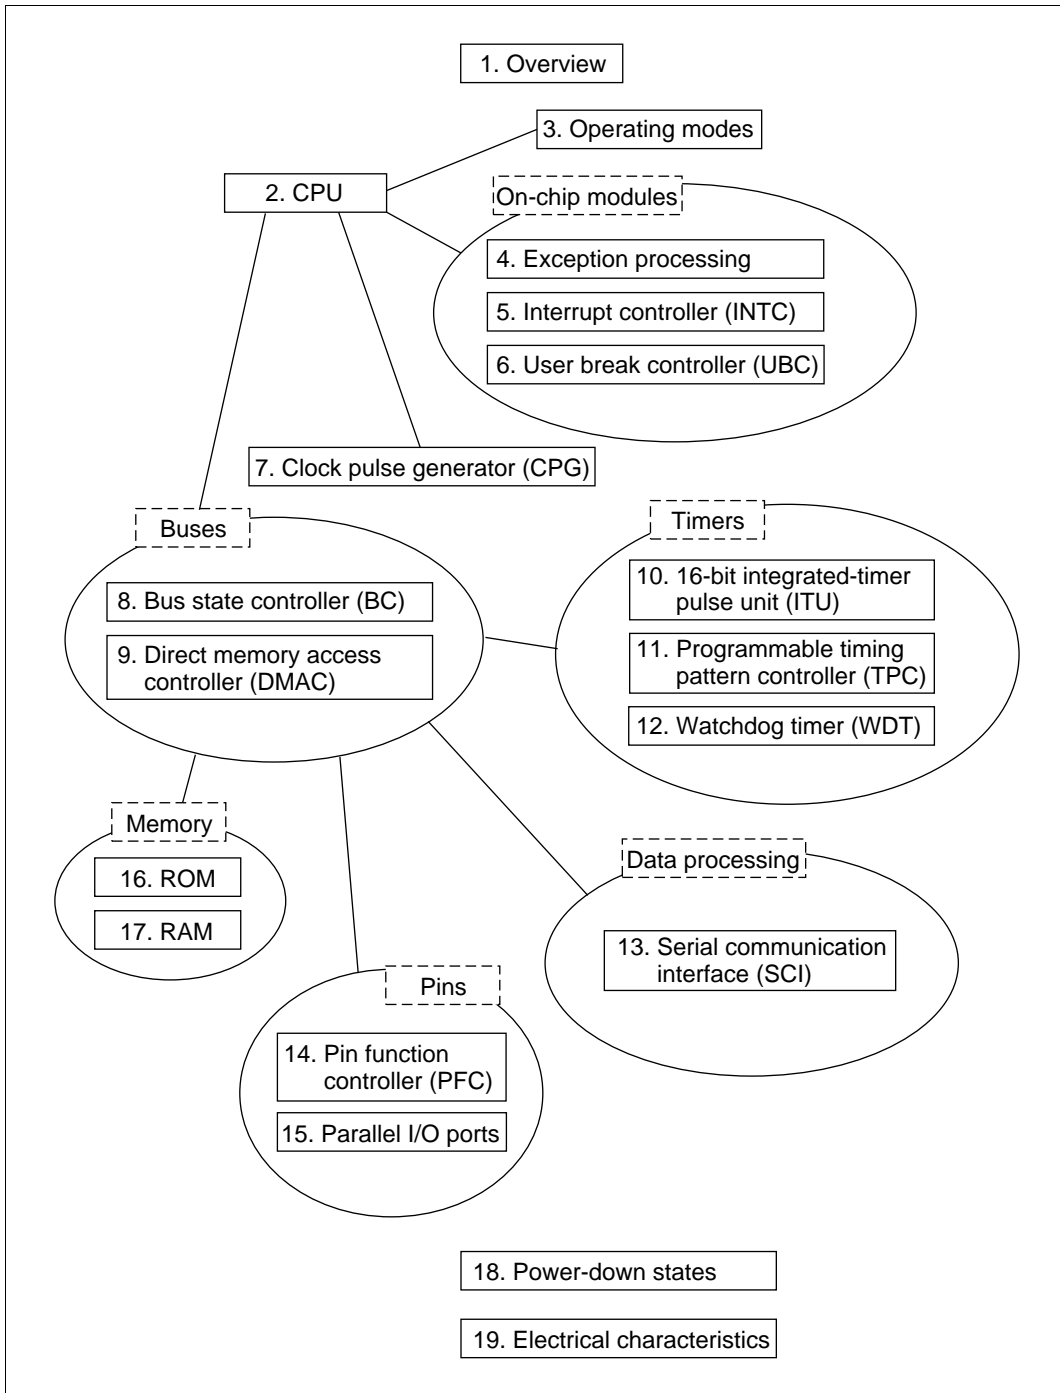 1. Overview
3. Operating modes
2. CPU
On-chip modules
4. Exception processing
5. Interrupt controller (INTC)
6. User break controller (UBC)
7. Clock pulse generator (CPG)
Buses
8. Bus state controller (BC)
9. Direct memory access
controller (DMAC)
Timers
10. 16-bit integrated-timer
pulse unit (ITU)
11. Programmable timing
pattern controller (TPC)
12. Watchdog timer (WDT)
Memory
16. ROM
17. RAM
Data processing
13. Serial communication
interface (SCI)
Pins
14. Pin function
controller (PFC)
15. Parallel I/O ports
18. Power-down states
19. Electrical characteristics